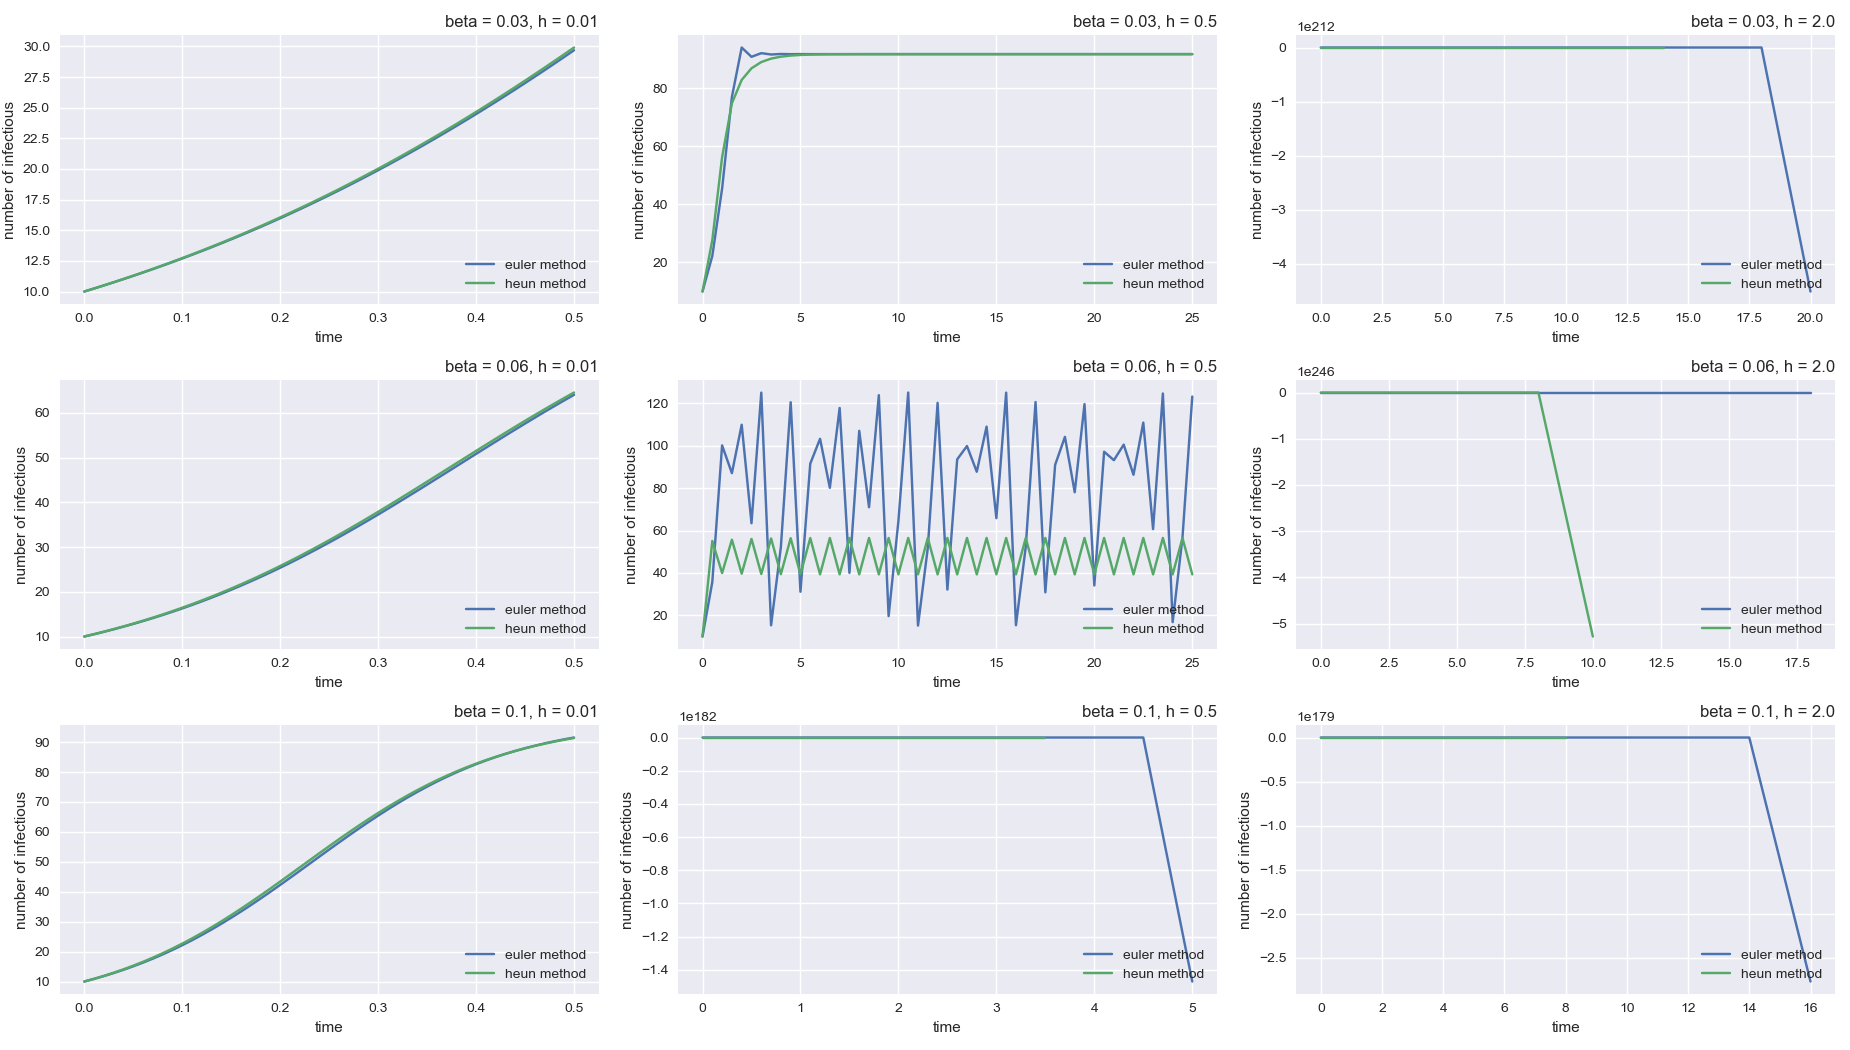 beta = 0.03, h = 0.01
30.0
27.5
25.0
22.5
20.0
17.5
15.0
12.5
10.0
number of infectious
euler method
heun method
0.0 0.1 0.2 0.3 0.4 0.5
time
beta = 0.03, h = 0.5
80
60
40
20
number of infectious
euler method
heun method
0 5 10 15 20 25
time
1e212
beta = 0.03, h = 2.0
0
−1
−2
−3
−4
number of infectious
euler method
heun method
0.0 2.5 5.0 7.5 10.0 12.5 15.0 17.5 20.0
time
beta = 0.06, h = 0.01
60
50
40
30
20
10
number of infectious
euler method
heun method
0.0 0.1 0.2 0.3 0.4 0.5
time
beta = 0.06, h = 0.5
120
100
80
60
40
20
number of infectious
euler method
heun method
0 5 10 15 20 25
time
1e246
beta = 0.06, h = 2.0
0
−1
−2
−3
−4
−5
number of infectious
euler method
heun method
0.0 2.5 5.0 7.5 10.0 12.5 15.0 17.5
time
beta = 0.1, h = 0.01
90
80
70
60
50
40
30
20
10
number of infectious
euler method
heun method
0.0 0.1 0.2 0.3 0.4 0.5
time
1e182
beta = 0.1, h = 0.5
0.0
−0.2
−0.4
−0.6
−0.8
−1.0
−1.2
−1.4
number of infectious
euler method
heun method
0 1 2 3 4 5
time
1e179
beta = 0.1, h = 2.0
0.0
−0.5
−1.0
−1.5
−2.0
−2.5
number of infectious
euler method
heun method
0 2 4 6 8 10 12 14 16
time